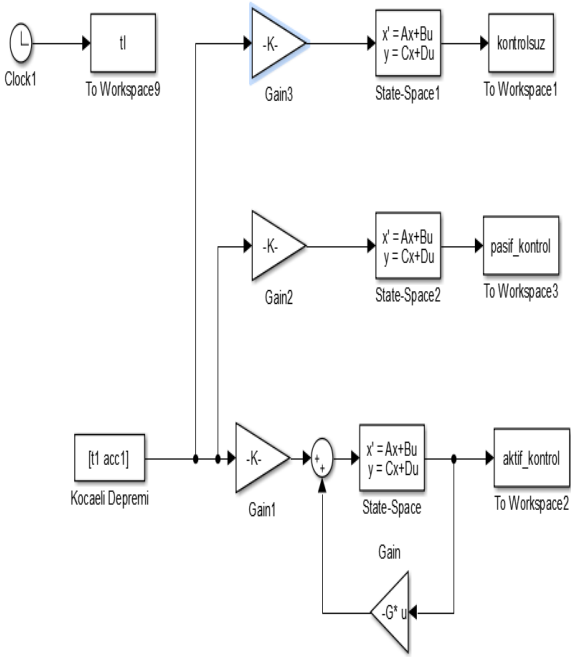 Clock1
tl
To Workspace9
-K-
Gain3
x' = Ax+Bu
y = Cx+Du
State-Space1
kontrolsuz
To Workspace1
-K-
Gain2
x' = Ax+Bu
y = Cx+Du
State-Space2
pasif_kontrol
To Workspace3
[t1 acc1]
Kocaeli Depremi
-K-
Gain1
+
+
x' = Ax+Bu
y = Cx+Du
State-Space
aktif_kontrol
To Workspace2
Gain
-G* u